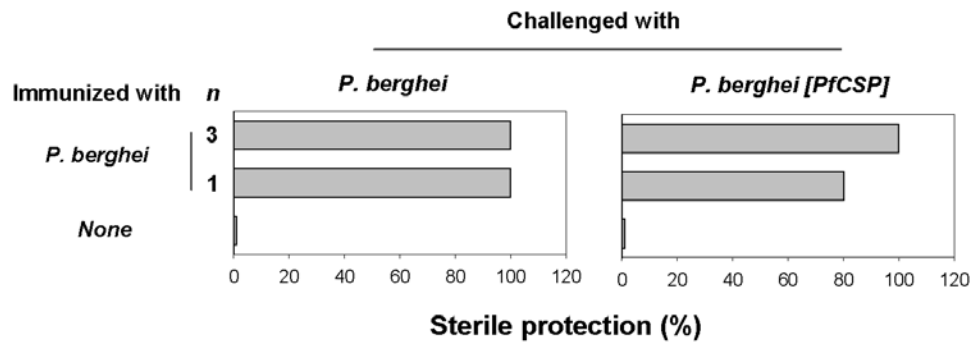 Challenged with
P. berghei
P. berghei [PfCSP]
Immunized with n
P. berghei
3
1
None
0 20 40 60 80 100 120
0 20 40 60 80 100 120
Sterile protection (%)